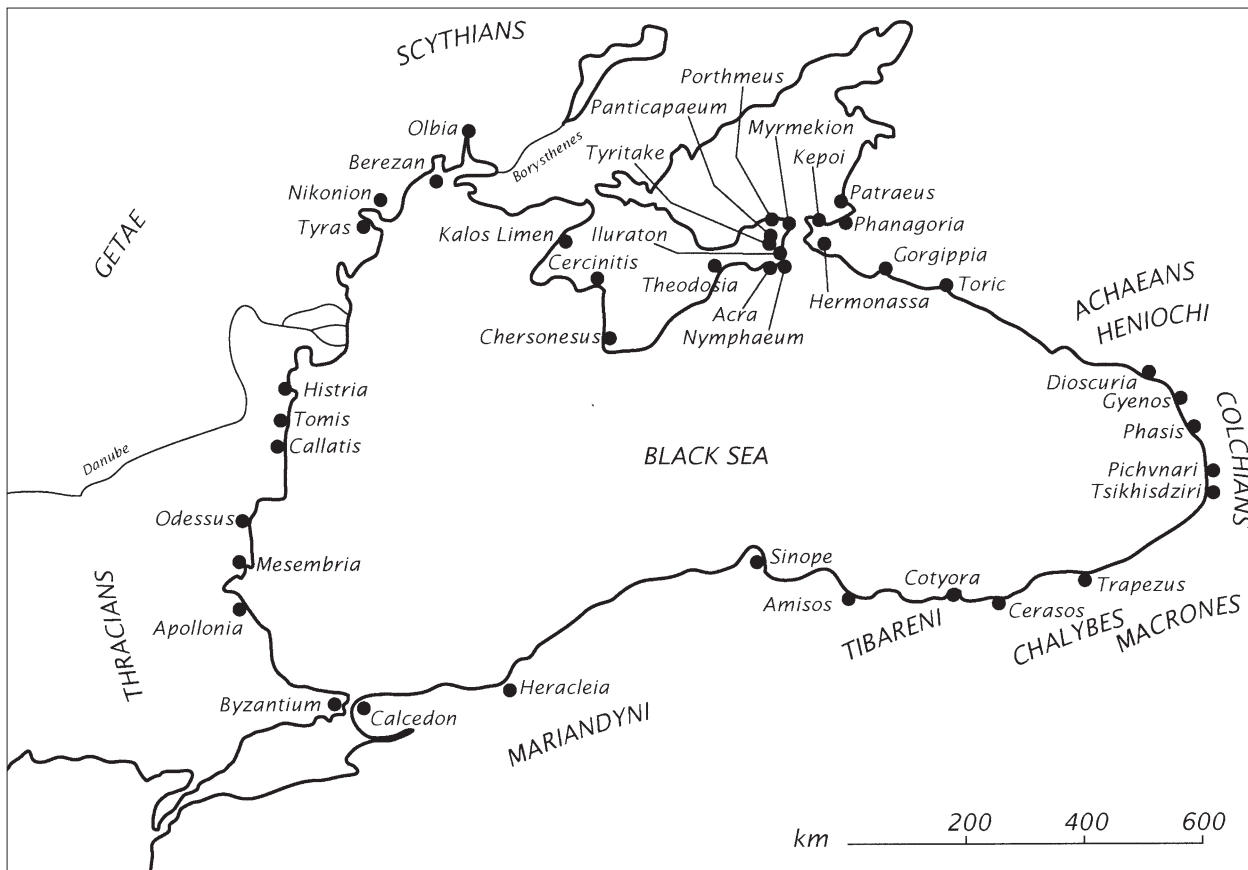 SCYTHIANS
Porthmeus
Panticapaeum
Olbia
Myrmekion
Borysthenes
Tyritake
Kepoi
Berezan
Nikonion
Patraeus
Tyras
Phanagoria
GETAE
Kalos Limen
Iluraton
Gorgippia
Cercinitis
Theodosia
Toric
ACHAEANS
Hermonassa
HENIOCHI
Acra
Chersonesus
Nymphaeum
Dioscuria
Histria
Gyenos
COLCHIANS
Tomis
Phasis
Callatis
BLACK SEA
Danube
Pichvnari
Tsikhisdziri
Odessus
Mesembria
Sinope
Cotyora
Trapezus
THRACIANS
Amisos
Cerasos
Apollonia
TIBARENI
CHALYBES
MACRONES
Heracleia
Byzantium
Calcedon
MARIANDYNI
km 200 400 600